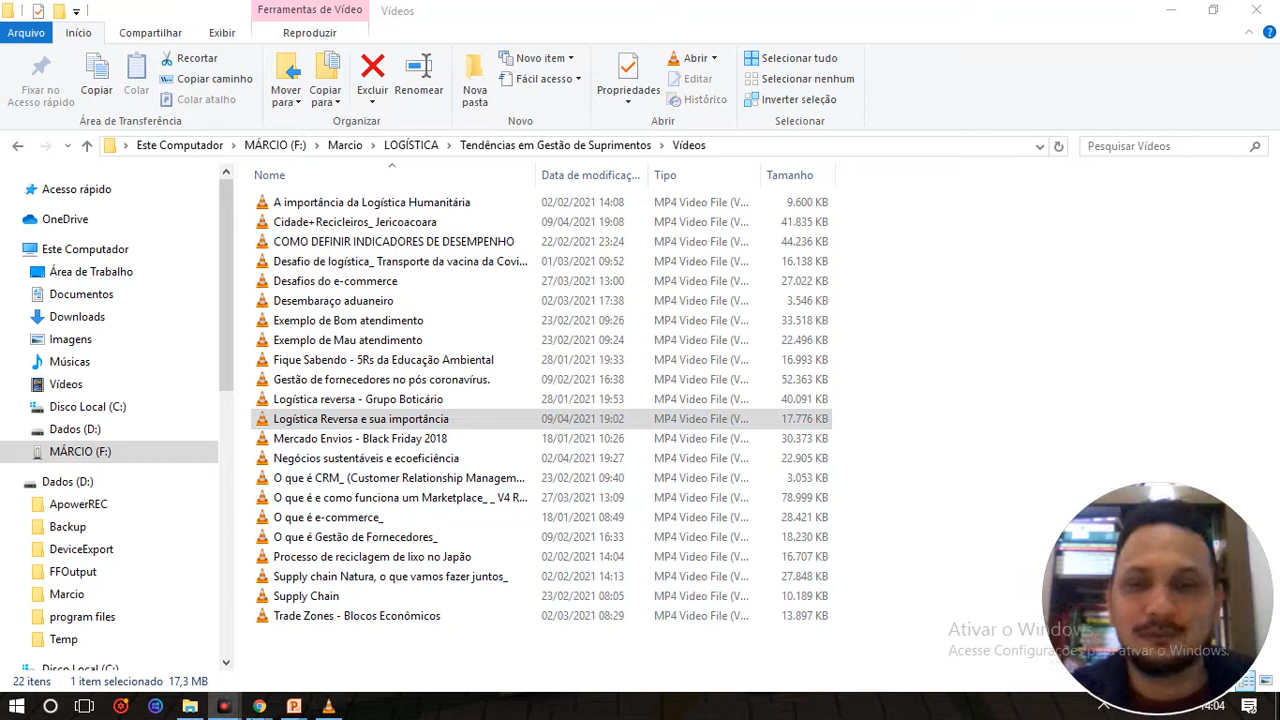 Ferramentas de Vídeo
Vídeos
Arquivo
Início
Compartilhar
Exibir
Reproduzir
Fixar no
Acesso rápido
Copiar
Colar
Recortar
Copiar caminho
Colar atalho
Mover
para
Copiar
para
Excluir
Renomear
Nova
pasta
Novo item
Fácil acesso
Propriedades
Abrir
Editar
Histórico
Selecionar tudo
Selecionar nenhum
Inverter seleção
Área de Transferência
Organizar
Novo
Abrir
Selecionar
Este Computador > MÁRCIO (F:) > Marcio > LOGÍSTICA > Tendências em Gestão de Suprimentos > Vídeos
Pesquisar Vídeos
Acesso rápido
OneDrive
Este Computador
Área de Trabalho
Documentos
Downloads
Imagens
Músicas
Vídeos
Disco Local (C:)
Dados (D:)
MÁRCIO (F:)
Dados (D:)
ApowerREC
Backup
DeviceExport
FFOutput
Marcio
program files
Temp
Disco Local (C:)
Nome Data de modificaç... Tipo Tamanho
A importância da Logística Humanitária 02/02/2021 14:08 MP4 Video File (V... 9.600 KB
Cidade+Recicleiros_ Jericoacoara 09/04/2021 19:08 MP4 Video File (V... 41.835 KB
COMO DEFINIR INDICADORES DE DESEMPENHO 22/02/2021 23:24 MP4 Video File (V... 44.236 KB
Desafio de logística_ Transporte da vacina da Covi... 01/03/2021 09:52 MP4 Video File (V... 16.138 KB
Desafios do e-commerce 27/03/2021 13:00 MP4 Video File (V... 27.022 KB
Desembaraço aduaneiro 02/03/2021 17:38 MP4 Video File (V... 3.546 KB
Exemplo de Bom atendimento 23/02/2021 09:26 MP4 Video File (V... 33.518 KB
Exemplo de Mau atendimento 23/02/2021 09:24 MP4 Video File (V... 22.496 KB
Fique Sabendo - 5Rs da Educação Ambiental 28/01/2021 19:33 MP4 Video File (V... 16.993 KB
Gestão de fornecedores no pós coronavírus. 09/02/2021 16:38 MP4 Video File (V... 52.363 KB
Logística reversa - Grupo Boticário 28/01/2021 19:53 MP4 Video File (V... 40.091 KB
Logística Reversa e sua importância 09/04/2021 19:02 MP4 Video File (V... 17.776 KB
Mercado Envios - Black Friday 2018 18/01/2021 10:26 MP4 Video File (V... 30.373 KB
Negócios sustentáveis e ecoeficiência 02/04/2021 19:27 MP4 Video File (V... 22.905 KB
O que é CRM_ (Customer Relationship Managem... 23/02/2021 09:40 MP4 Video File (V... 3.053 KB
O que é e como funciona um Marketplace_ _ V4 R... 27/03/2021 13:09 MP4 Video File (V... 78.999 KB
O que é e-commerce_ 18/01/2021 08:49 MP4 Video File (V... 28.421 KB
O que é Gestão de Fornecedores_ 09/02/2021 16:33 MP4 Video File (V... 18.230 KB
Processo de reciclagem de lixo no Japão 02/02/2021 14:04 MP4 Video File (V... 16.707 KB
Supply chain Natura, o que vamos fazer juntos_ 02/02/2021 14:13 MP4 Video File (V... 27.848 KB
Supply Chain 23/02/2021 08:05 MP4 Video File (V... 10.189 KB
Trade Zones - Blocos Econômicos 02/03/2021 08:29 MP4 Video File (V... 13.897 KB
Ativar o Windows
Acesse Configurações para ativar o Windows.
22 itens 1 item selecionado 17,3 MB
14:04